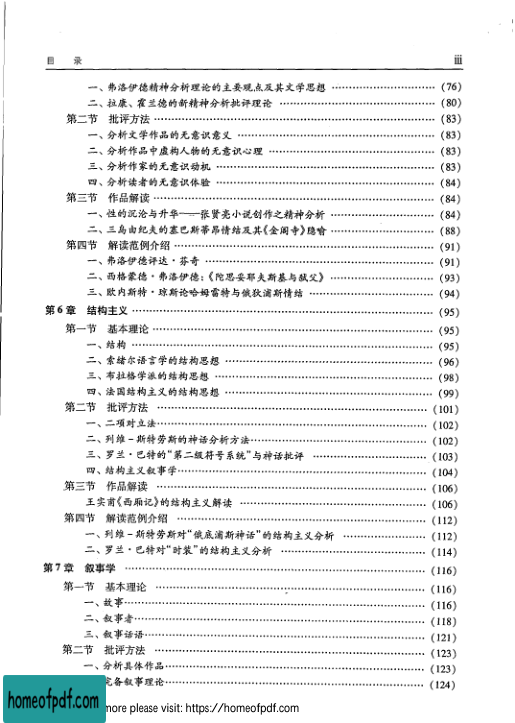 目 录 iii
一、弗洛伊德精神分析理论的主要观点及其文学思想 ……………………… (76)
二、拉康、霍兰德的新精神分析批评理论 ……………………… (80)
第二节 批评方法 ……………………… (83)
一、分析文学作品的无意识意义 ……………………… (83)
二、分析作品中虚构人物的无意识心理 ……………………… (83)
三、分析作家的无意识动机 ……………………… (83)
四、分析读者的无意识体验 ……………………… (84)
第三节 作品解读 ……………………… (84)
一、性的沉沦与升华——张贤亮小说创作之精神分析 ……………………… (84)
二、三岛由纪夫的塞巴斯蒂昂情结及其《金阁寺》隐喻 ……………………… (88)
第四节 解读范例介绍 ……………………… (91)
一、弗洛伊德评达·芬奇 ……………………… (91)
二、西格蒙德·弗洛伊德：《陀思妥耶夫斯基与弑父》 ……………………… (93)
三、欧内斯特·琼斯论哈姆雷特与俄狄浦斯情结 ……………………… (94)
第6章 结构主义 ……………………… (95)
第一节 基本理论 ……………………… (95)
一、结构 ……………………… (95)
二、索绪尔语言学的结构思想 ……………………… (96)
三、布拉格学派的结构思想 ……………………… (98)
四、法国结构主义的结构思想 ……………………… (99)
第二节 批评方法 ……………………… (101)
一、二项对立法 ……………………… (102)
二、列维-斯特劳斯的神话分析方法 ……………………… (102)
三、罗兰·巴特的“第二级符号系统”与神话批评 ……………………… (103)
四、结构主义叙事学 ……………………… (104)
第三节 作品解读 ……………………… (106)
王实甫《西厢记》的结构主义解读 ……………………… (106)
第四节 解读范例介绍 ……………………… (112)
一、列维-斯特劳斯对“俄底浦斯神话”的结构主义分析 ……………………… (112)
二、罗兰·巴特对“时装”的结构主义分析 ……………………… (114)
第7章 叙事学 ……………………… (116)
第一节 基本理论 ……………………… (116)
一、故事 ……………………… (116)
二、叙事者 ……………………… (118)
三、叙事话语 ……………………… (121)
第二节 批评方法 ……………………… (123)
一、分析具体作品 ……………………… (123)
完备叙事理论 ……………………… (124)
homeofpdf.com
more please visit: https://homeofpdf.com